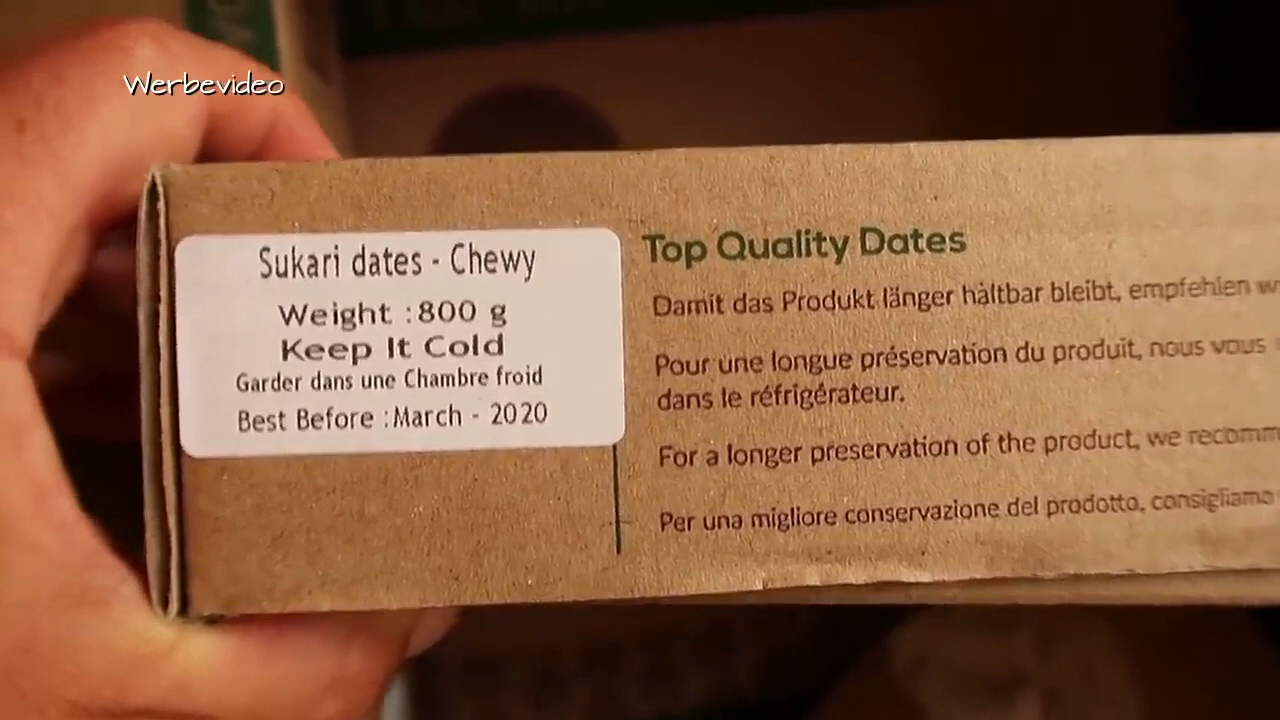 Werbevideo
Sukari dates - Chewy
Weight :800 g
Keep It Cold
Garder dans une Chambre froid
Best Before :March - 2020
Top Quality Dates
Damit das Produkt länger haltbar bleibt, empfehlen
Pour une longue préservation du produit, nous vous
dans le réfrigérateur.
For a longer preservation of the product, we
Per una migliore conservazione del prodotto, consigliamo